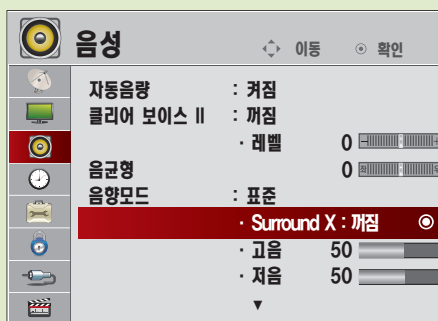 음성
이동 ◉ 확인
자동음량 : 켜짐
클리어 보이스 II : 꺼짐
· 레벨 0 - +
음균형 0 좌 우
음향모드 : 표준
· Surround X : 꺼짐 ◉
· 고음 50
· 저음 50
▼